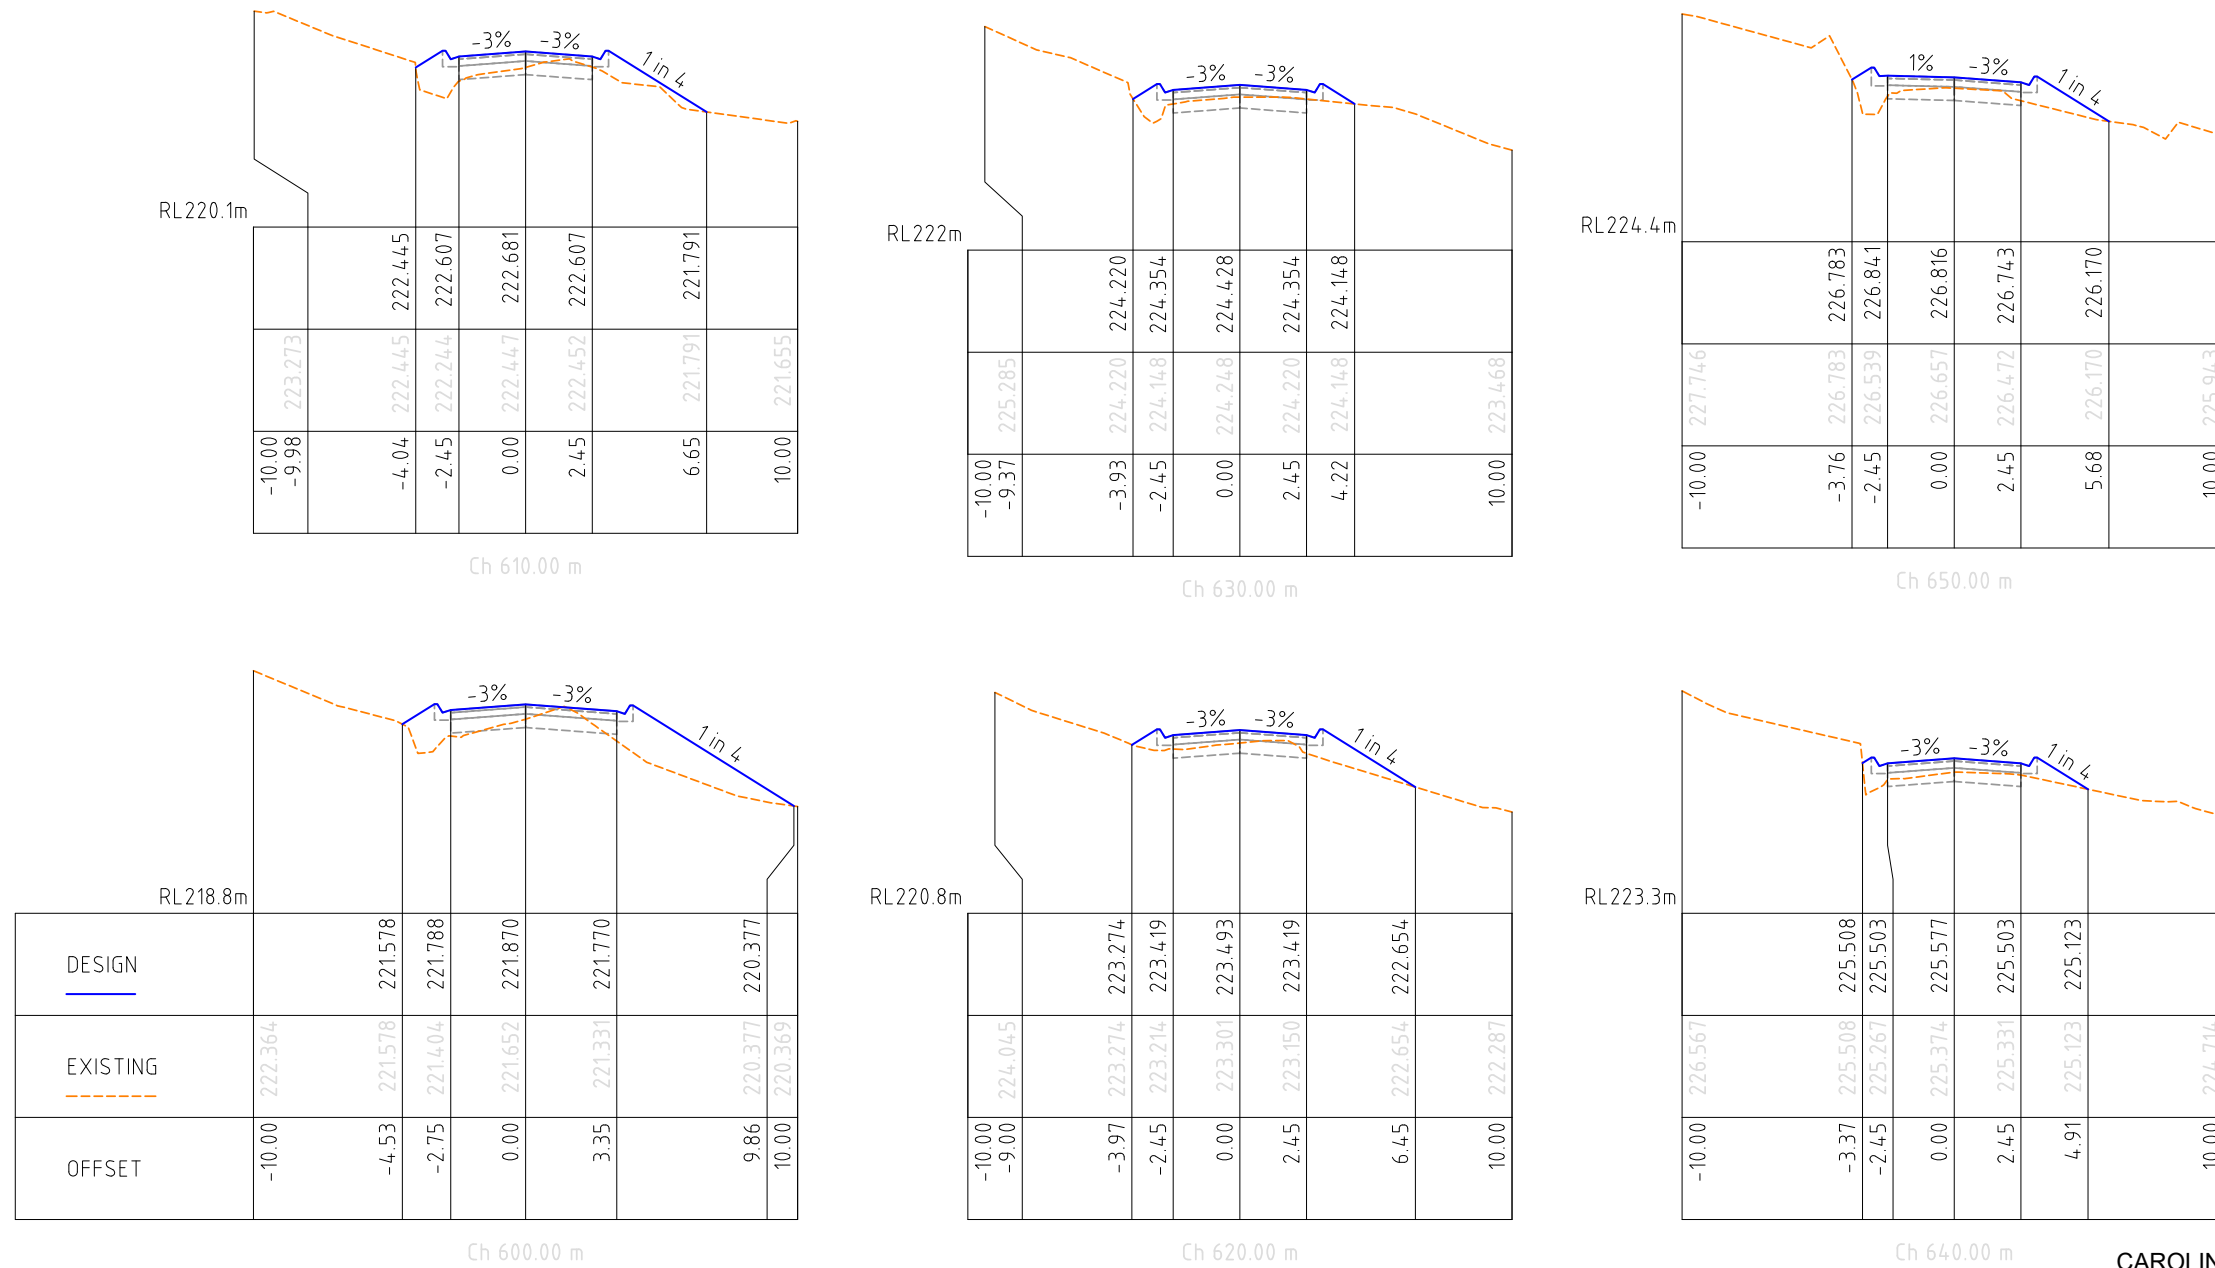 -3% -3%
1 in 4
RL220.1m
222.445 222.607 222.681 222.607 221.791
223.273 222.445 222.244 222.447 222.452 221.791 221.655
-10.00 -9.98 -4.04 -2.45 0.00 2.45 6.65 10.00
Ch 610.00 m
-3% -3%
RL222m
224.220 224.354 224.428 224.354 224.148
225.285 224.220 224.148 224.248 224.220 224.148 223.468
-10.00 -9.37 -3.93 -2.45 0.00 2.45 4.22 10.00
Ch 630.00 m
1% -3%
1 in 4
RL224.4m
226.783 226.841 226.816 226.743 226.170
227.746 226.783 226.539 226.657 226.472 226.170 225.943
-10.00 -3.76 -2.45 0.00 2.45 5.68 10.00
Ch 650.00 m
-3% -3%
1 in 4
RL218.8m
DESIGN
221.578 221.788 221.870 221.770 220.377
EXISTING
222.364 221.578 221.404 221.652 221.331 220.377 220.369
OFFSET
-10.00 -4.53 -2.75 0.00 3.35 9.86 10.00
Ch 600.00 m
-3% -3%
1 in 4
RL220.8m
223.274 223.419 223.493 223.419 222.654
224.045 223.274 223.214 223.301 223.150 222.654 222.287
-10.00 -9.00 -3.97 -2.45 0.00 2.45 6.45 10.00
Ch 620.00 m
-3% -3%
1 in 4
RL223.3m
225.508 225.503 225.577 225.503 225.123
226.567 225.508 225.267 225.374 225.331 225.123 224.714
-10.00 -3.37 -2.45 0.00 2.45 4.91 10.00
Ch 640.00 m
CAROLIN